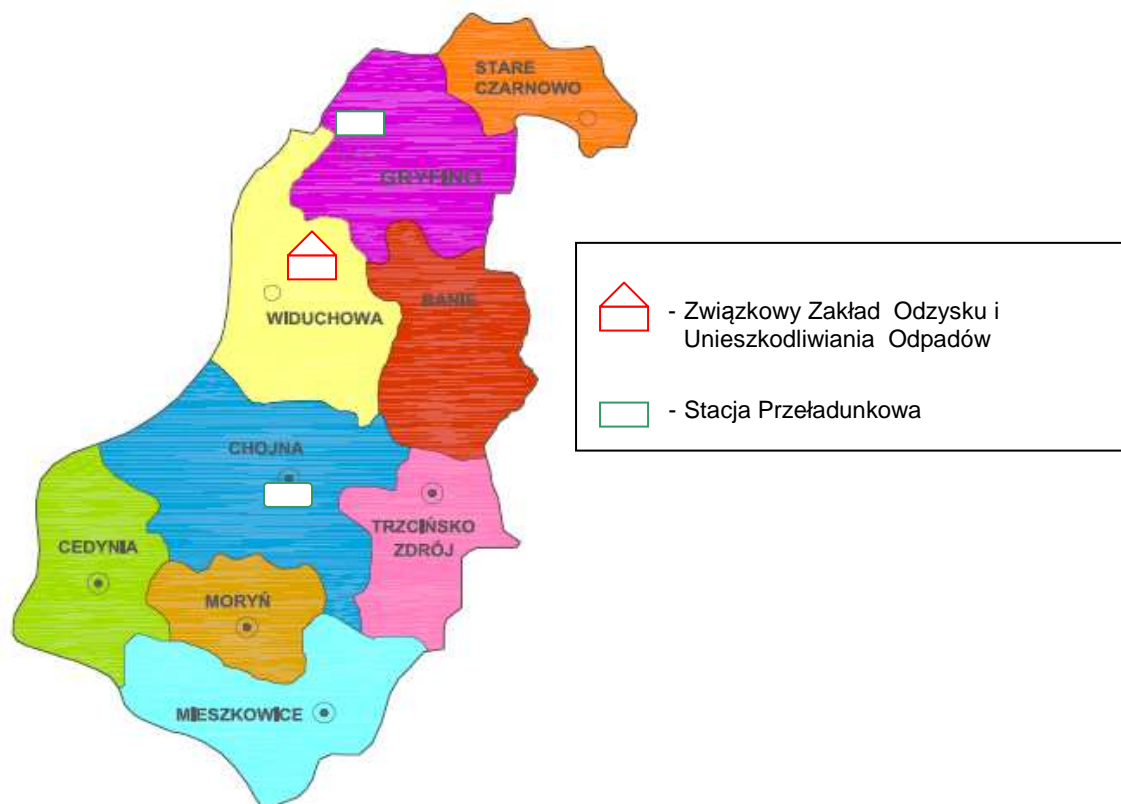 STARE
CZARNOWO
GRYFINO
BANIE
WIDUCHOWA
CHOJNA
TRZCIŃSKO
ZDRÓJ
CEDYNIA
MORYŃ
MIESZKOWICE
- Związkowy Zakład Odzysku i
Unieszkodliwiania Odpadów
- Stacja Przeładunkowa